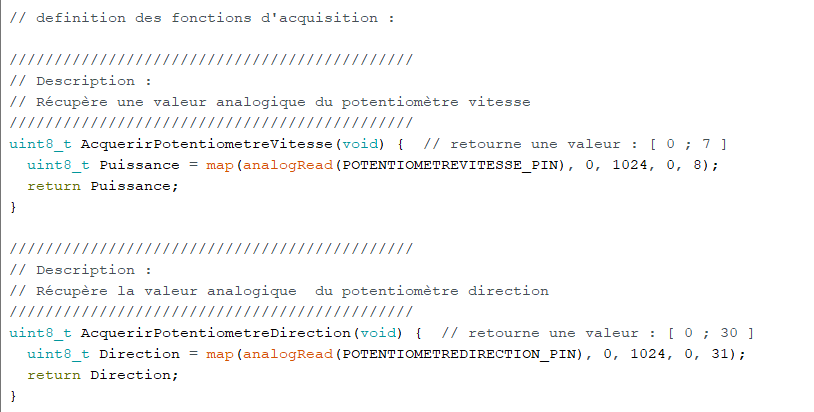 // definition des fonctions d'acquisition :
/////////////////////////////////////////////
// Description :
// Récupère une valeur analogique du potentiomètre vitesse
/////////////////////////////////////////////
uint8_t AcquerirPotentiometreVitesse(void) {  // retourne une valeur : [ 0 ; 7 ]
  uint8_t Puissance = map(analogRead(POTENTIOMETREVITESSE_PIN), 0, 1024, 0, 8);
  return Puissance;
}
/////////////////////////////////////////////
// Description :
// Récupère la valeur analogique  du potentiomètre direction
/////////////////////////////////////////////
uint8_t AcquerirPotentiometreDirection(void) {  // retourne une valeur : [ 0 ; 30 ]
  uint8_t Direction = map(analogRead(POTENTIOMETREDIRECTION_PIN), 0, 1024, 0, 31);
  return Direction;
}